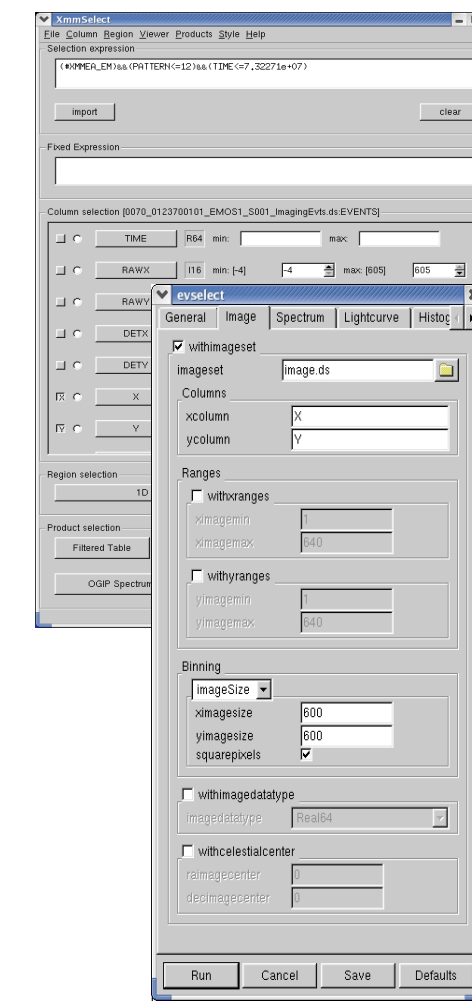 XmmSelect
File Column Region Viewer Products Style Help
Selection expression
(#XMMEA_EM)&&(PATTERN<=12)&&(TIME<=7.32271e+07)
import clear
Fixed Expression
Column selection [0070_0123700101_EMOS1_S001_ImagingEvts.ds:EVENTS]
TIME R64 min: max:
RAWX I16 min: [-4] -4 max: [605] 605
RAWY
DETX
DETY
X X
Y Y
Region selection
1D
Product selection
Filtered Table
OGIP Spectrum
evselect
General Image Spectrum Lightcurve Histog
withimageset
imageset image.ds
Columns
xcolumn X
ycolumn Y
Ranges
withxranges
ximagemin 1
ximagemax 640
withyranges
yimagemin 1
yimagemax 640
Binning
imageSize
ximagesize 600
yimagesize 600
squarepixels
withimagedatatype
imagedatatype Real64
withcelestialcenter
raimagecenter 0
decimagecenter 0
Run Cancel Save Defaults